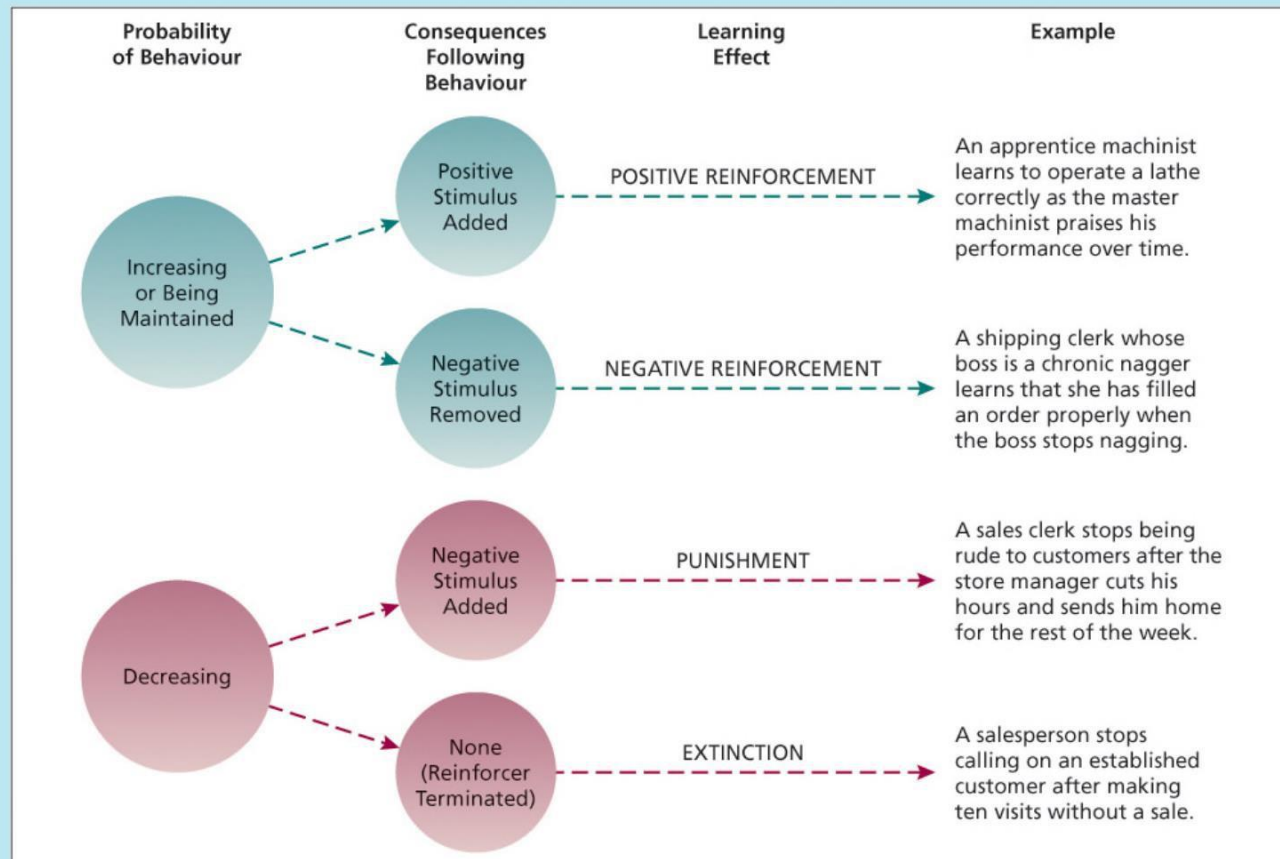 Probability
of Behaviour
Consequences
Following
Behaviour
Learning
Effect
Example
Increasing
or Being
Maintained
Positive
Stimulus
Added
POSITIVE REINFORCEMENT
An apprentice machinist
learns to operate a lathe
correctly as the master
machinist praises his
performance over time.
Negative
Stimulus
Removed
NEGATIVE REINFORCEMENT
A shipping clerk whose
boss is a chronic nagger
learns that she has filled
an order properly when
the boss stops nagging.
Decreasing
Negative
Stimulus
Added
PUNISHMENT
A sales clerk stops being
rude to customers after the
store manager cuts his
hours and sends him home
for the rest of the week.
None
(Reinforcer
Terminated)
EXTINCTION
A salesperson stops
calling on an established
customer after making
ten visits without a sale.